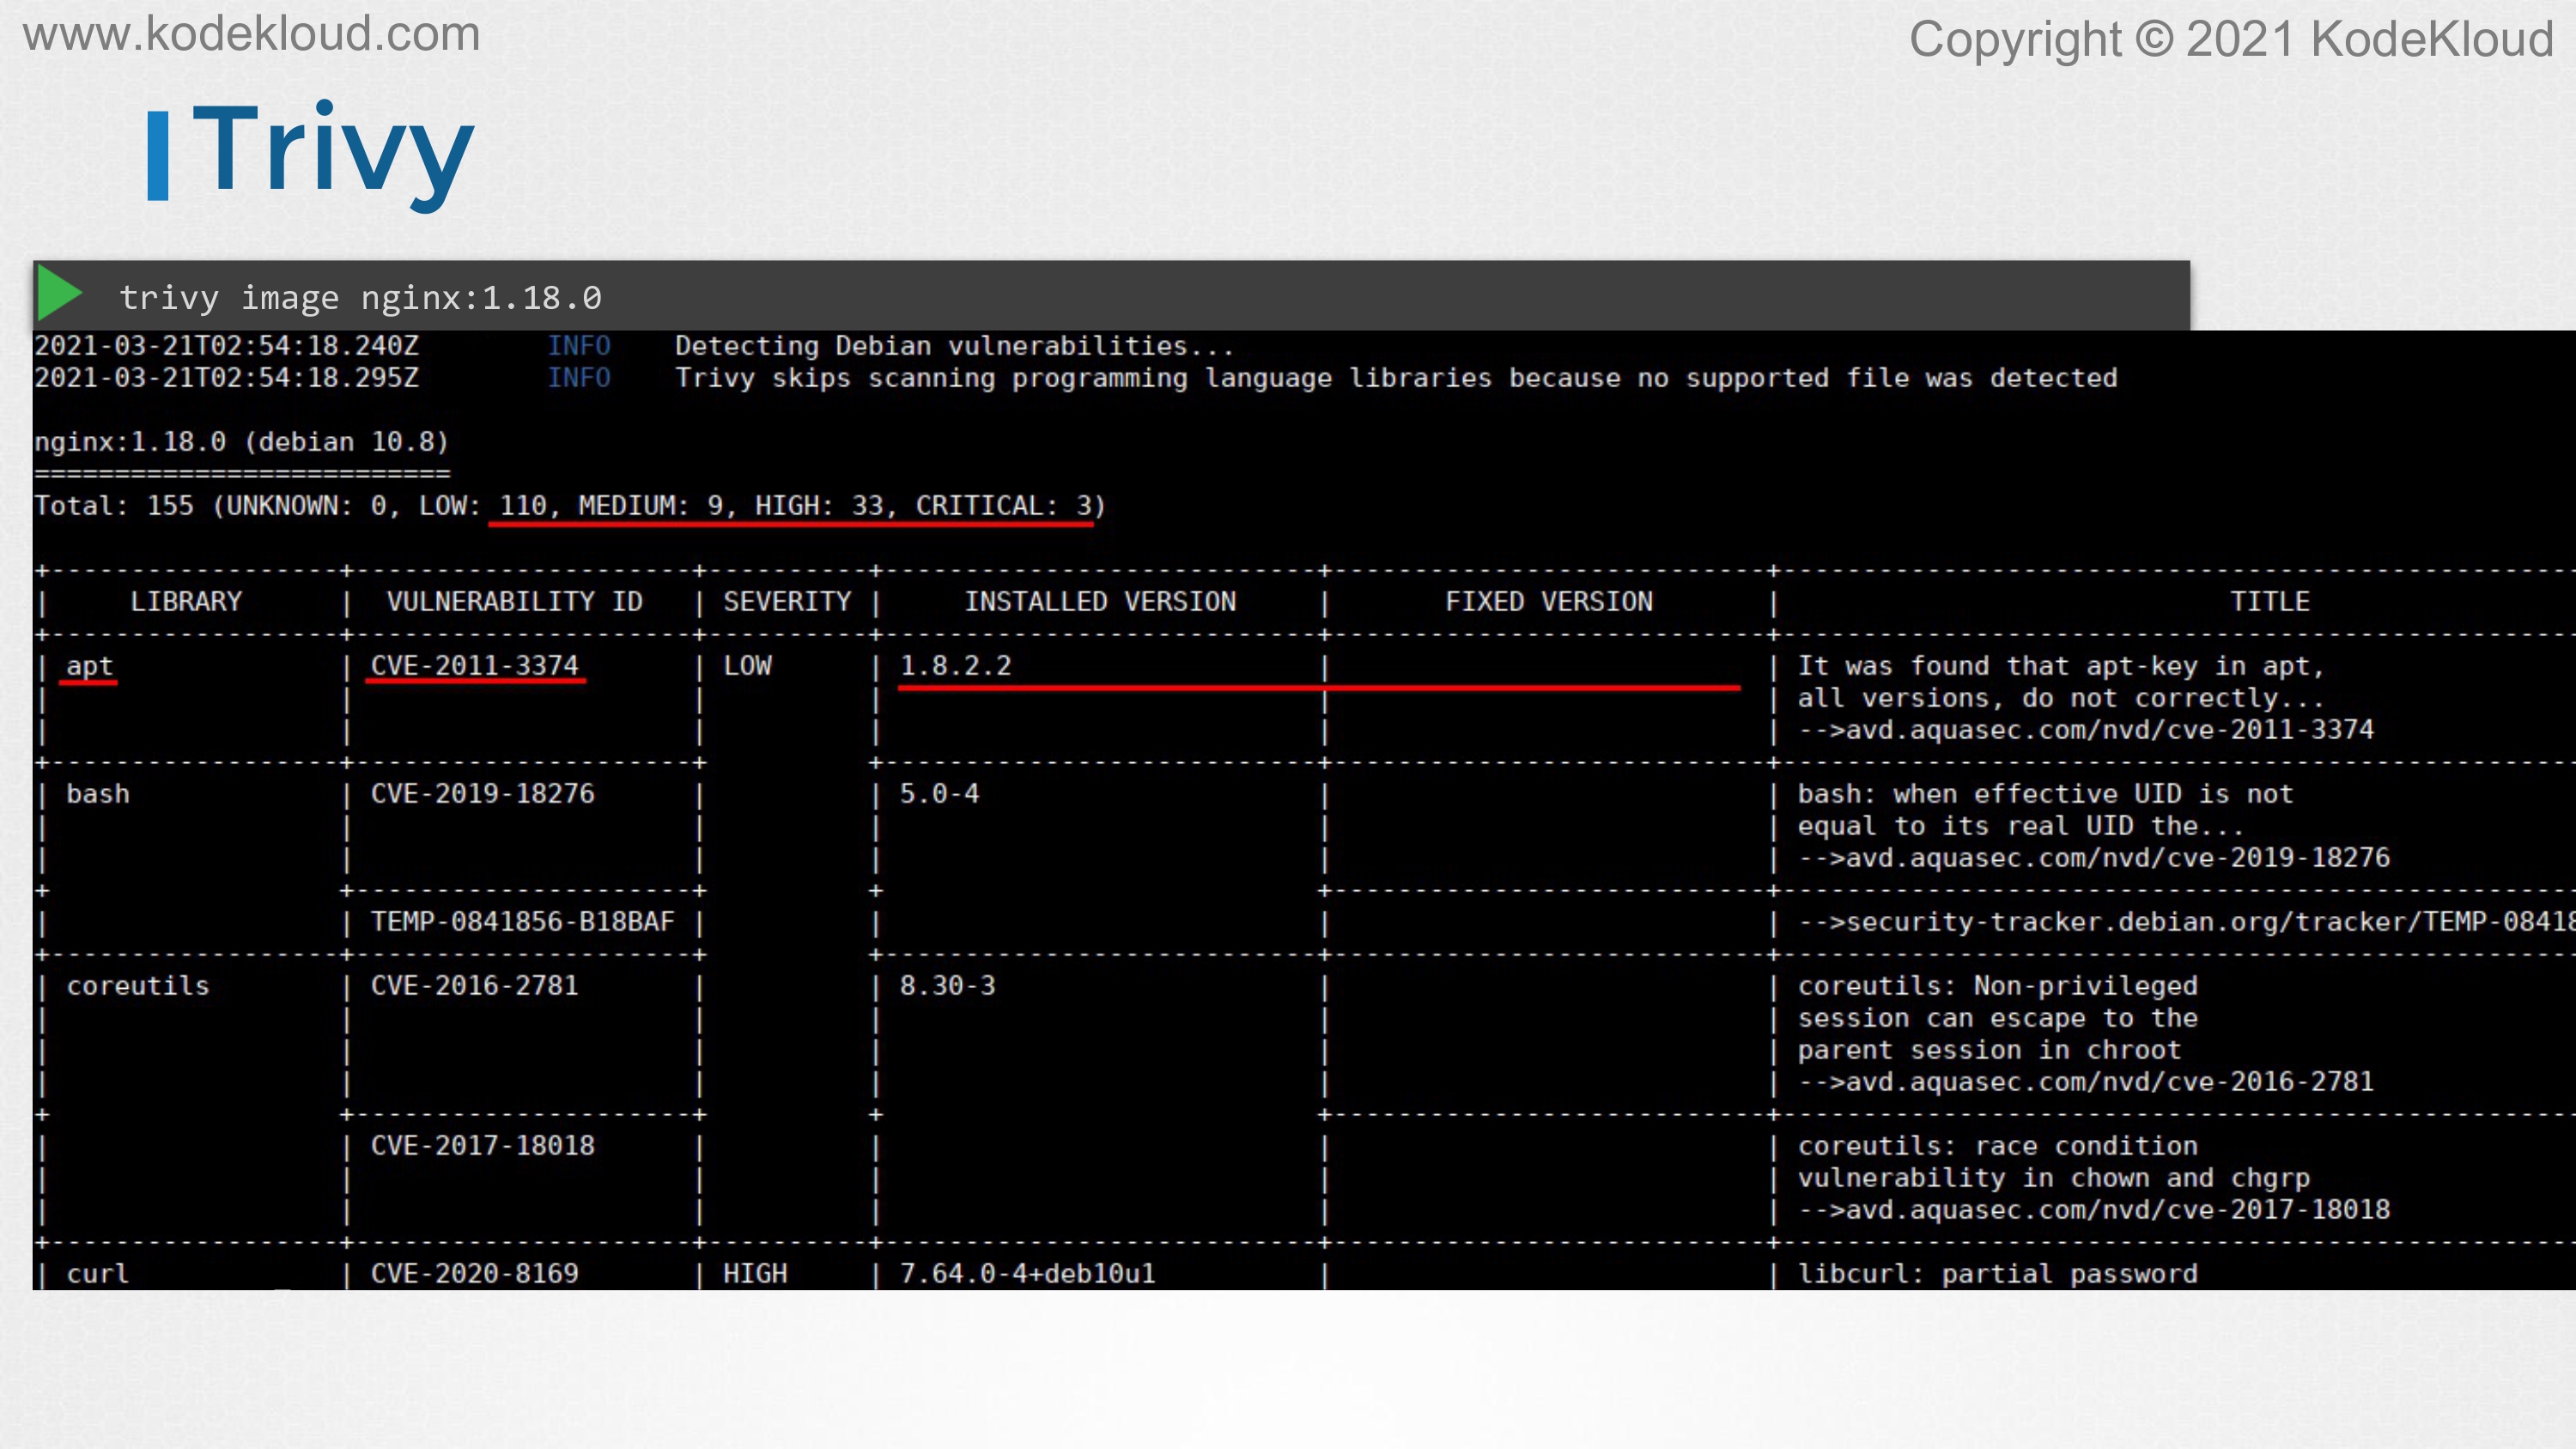 www.kodekloud.com
Copyright © 2021 KodeKloud
Trivy
trivy image nginx:1.18.0
2021-03-21T02:54:18.240Z INFO Detecting Debian vulnerabilities...
2021-03-21T02:54:18.295Z INFO Trivy skips scanning programming language libraries because no supported file was detected
nginx:1.18.0 (debian 10.8)
==========================
Total: 155 (UNKNOWN: 0, LOW: 110, MEDIUM: 9, HIGH: 33, CRITICAL: 3)
| LIBRARY | VULNERABILITY ID | SEVERITY | INSTALLED VERSION | FIXED VERSION | TITLE
| apt | CVE-2011-3374 | LOW | 1.8.2.2 | | It was found that apt-key in apt,
all versions, do not correctly...
-->avd.aquasec.com/nvd/cve-2011-3374
| bash | CVE-2019-18276 | | 5.0-4 | | bash: when effective UID is not
equal to its real UID the...
-->avd.aquasec.com/nvd/cve-2019-18276
| TEMP-0841856-B18BAF | | | | -->security-tracker.debian.org/tracker/TEMP-08418
| coreutils | CVE-2016-2781 | | 8.30-3 | | coreutils: Non-privileged
session can escape to the
parent session in chroot
-->avd.aquasec.com/nvd/cve-2016-2781
| CVE-2017-18018 | | | | coreutils: race condition
vulnerability in chown and chgrp
-->avd.aquasec.com/nvd/cve-2017-18018
| curl | CVE-2020-8169 | HIGH | 7.64.0-4+deb10u1 | | libcurl: partial password